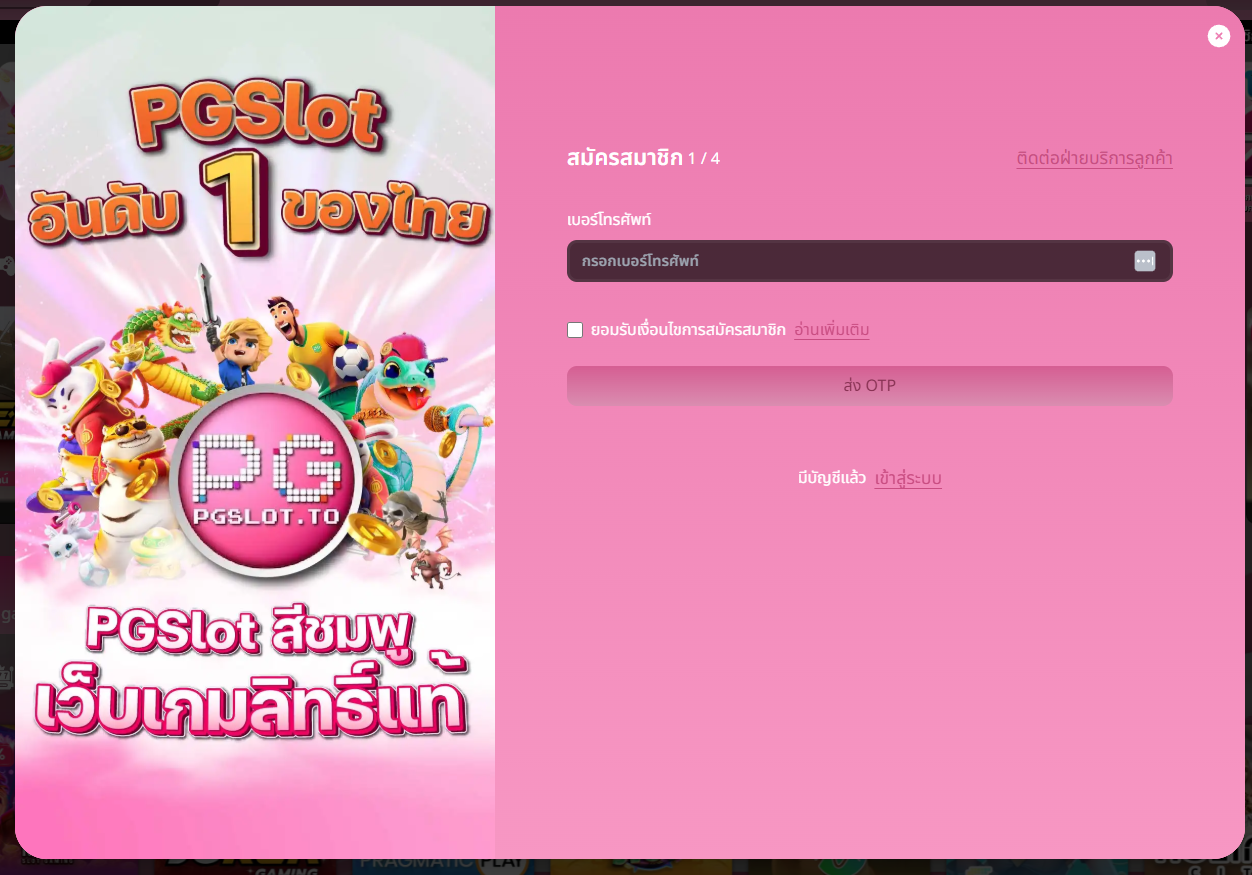 PGSlot
อันดับ 1 ของไทย
PG
PGSLOT.TO
PGSlot สีชมพู
เว็บเกมลิทธิ์แท้
สมัครสมาชิก 1 / 4
ติดต่อฝ่ายบริการลูกค้า
เบอร์โทรศัพท์
กรอกเบอร์โทรศัพท์
ยอมรับเงื่อนไขการสมัครสมาชิก อ่านเพิ่มเติม
ส่ง OTP
มีบัญชีแล้ว เข้าสู่ระบบ
PRAGMATIC PLAY
GAMING